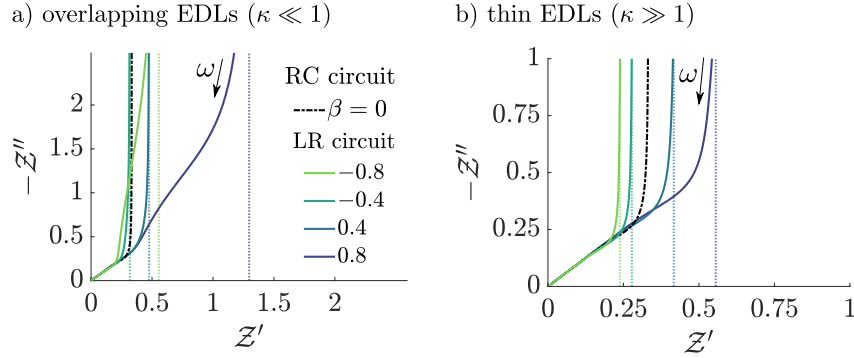 a) overlapping EDLs (κ ≪ 1)
2
1.5
1
0.5
0
−𝒵''
0
0.5
1
1.5
2
𝒵'
ω
RC circuit
β = 0
LR circuit
−0.8
−0.4
0.4
0.8
b) thin EDLs (κ ≫ 1)
1
0.75
0.5
0.25
0
−𝒵''
0
0.25
0.5
0.75
1
𝒵'
ω